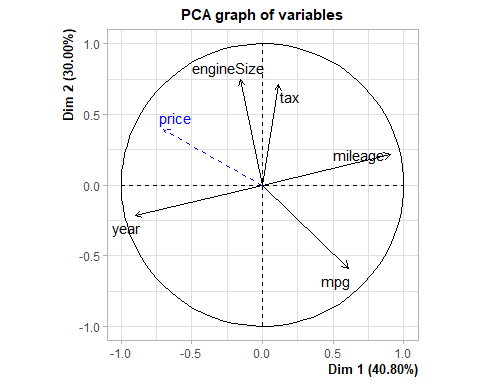 PCA graph of variables
Dim 2 (30.00%)
1.0
0.5
0.0
-0.5
-1.0
engineSize
tax
price
mileage
year
mpg
-1.0 -0.5 0.0 0.5 1.0
Dim 1 (40.80%)